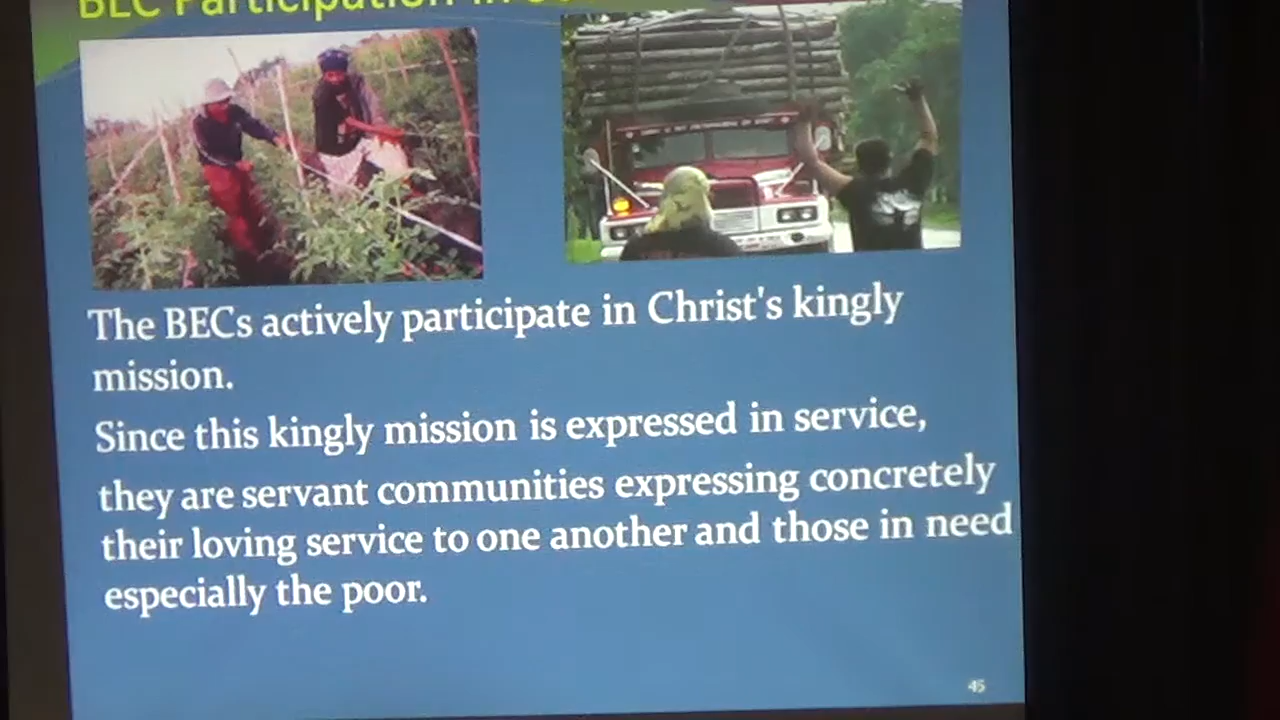 BEC Participation in
The BECs actively participate in Christ's kingly
mission.
Since this kingly mission is expressed in service,
they are servant communities expressing concretely
their loving service to one another and those in need
especially the poor.
45